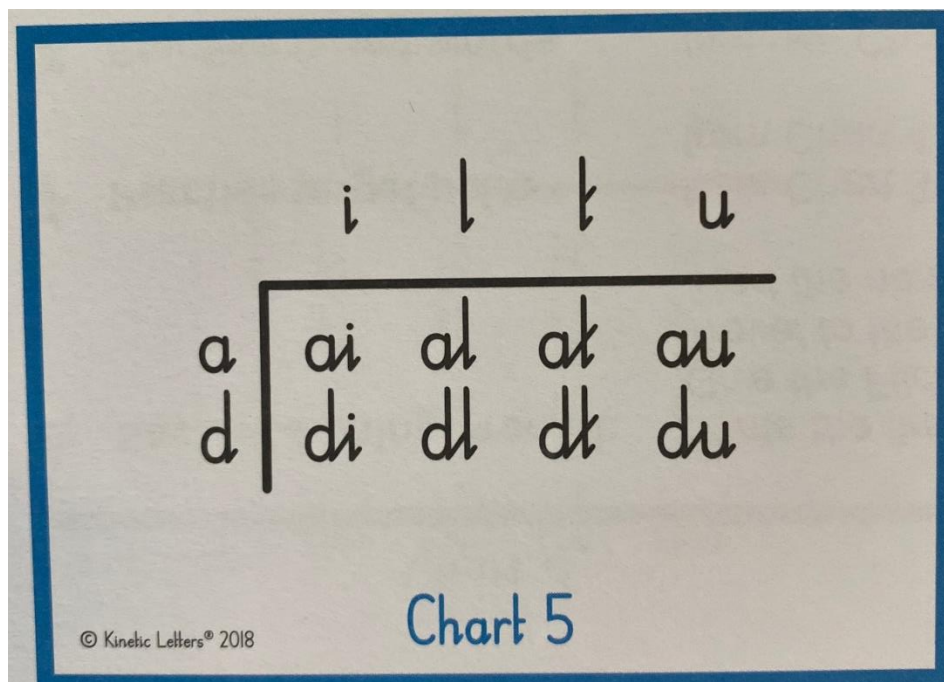 i l t u
a ai al at au
d di dl dt du
Chart 5
© Kinetic Letters® 2018